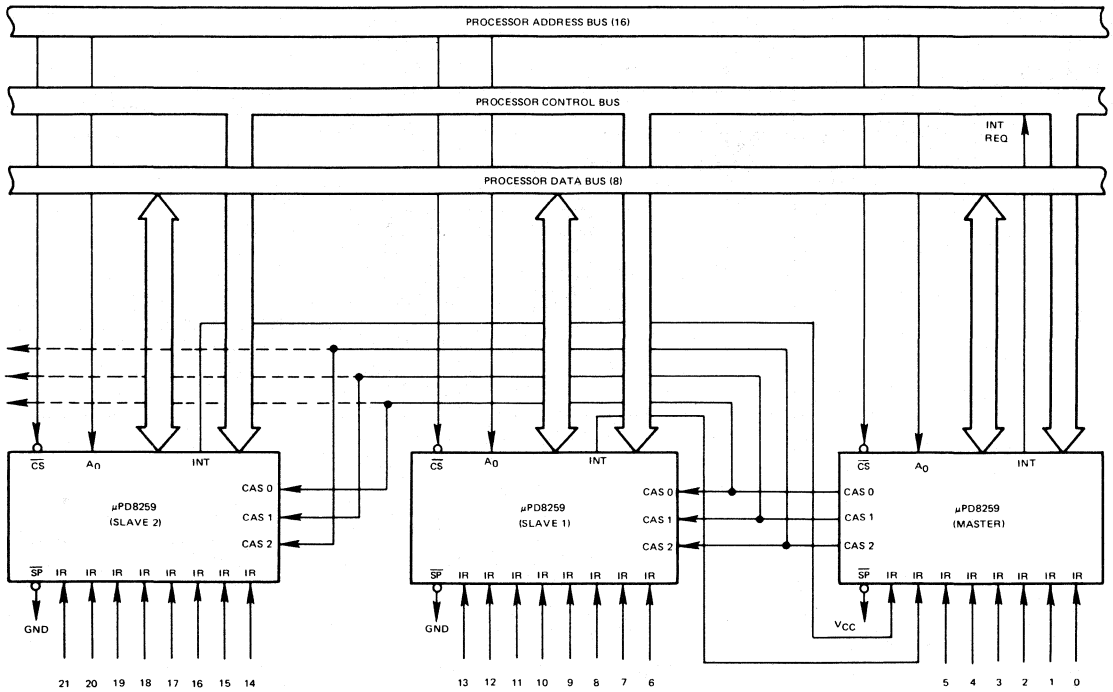 PROCESSOR ADDRESS BUS (16)
PROCESSOR CONTROL BUS
INT
REQ
PROCESSOR DATA BUS (8)
CS A0 INT
CAS 0
µPD8259
(SLAVE 2)
CAS 1
CAS 2
SP IR IR IR IR IR IR IR IR
GND
21 20 19 18 17 16 15 14
CS A0 INT
CAS 0
µPD8259
(SLAVE 1)
CAS 1
CAS 2
SP IR IR IR IR IR IR IR IR
GND
13 12 11 10 9 8 7 6
CS A0 INT
CAS 0
µPD8259
(MASTER)
CAS 1
CAS 2
SP IR IR IR IR IR IR IR IR
VCC
5 4 3 2 1 0